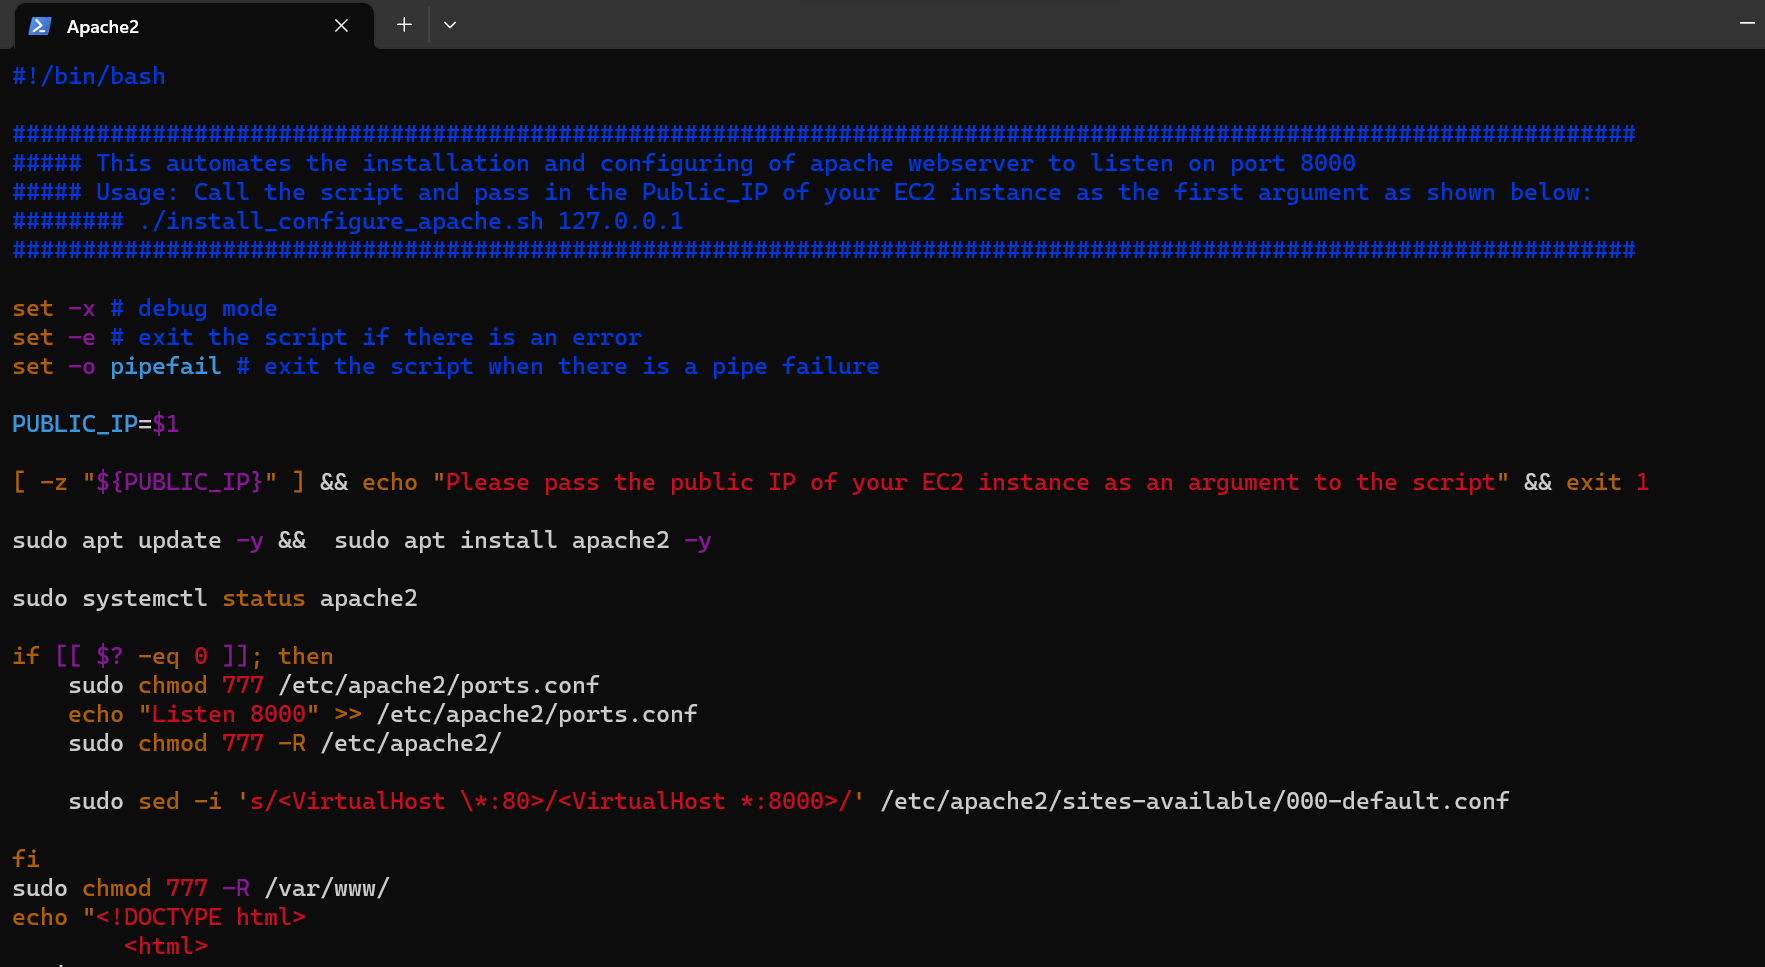 Apache2
#!/bin/bash
####################################################################################################################
##### This automates the installation and configuring of apache webserver to listen on port 8000
##### Usage: Call the script and pass in the Public_IP of your EC2 instance as the first argument as shown below:
######## ./install_configure_apache.sh 127.0.0.1
####################################################################################################################
set -x # debug mode
set -e # exit the script if there is an error
set -o pipefail # exit the script when there is a pipe failure
PUBLIC_IP=$1
[ -z "${PUBLIC_IP}" ] && echo "Please pass the public IP of your EC2 instance as an argument to the script" && exit 1
sudo apt update -y &&  sudo apt install apache2 -y
sudo systemctl status apache2
if [[ $? -eq 0 ]]; then
    sudo chmod 777 /etc/apache2/ports.conf
    echo "Listen 8000" >> /etc/apache2/ports.conf
    sudo chmod 777 -R /etc/apache2/
    sudo sed -i 's/<VirtualHost \*:80>/<VirtualHost *:8000>/' /etc/apache2/sites-available/000-default.conf
fi
sudo chmod 777 -R /var/www/
echo "<!DOCTYPE html>
        <html>